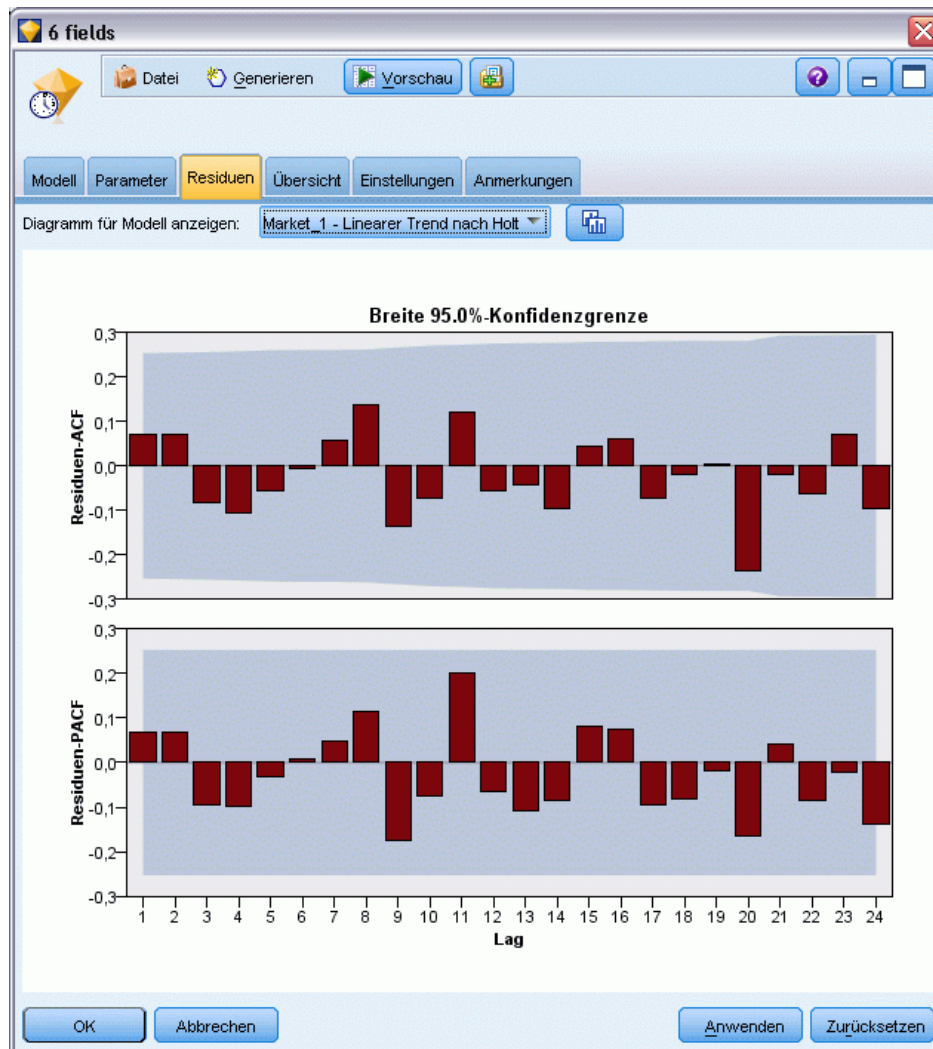 6 fields
Datei Generieren Vorschau
Modell Parameter Residuen Übersicht Einstellungen Anmerkungen
Diagramm für Modell anzeigen: Market_1 - Linearer Trend nach Holt
Breite 95.0%-Konfidenzgrenze
Residuen-ACF
0,3
0,2
0,1
0,0
-0,1
-0,2
-0,3
Residuen-PACF
0,3
0,2
0,1
0,0
-0,1
-0,2
-0,3
1 2 3 4 5 6 7 8 9 10 11 12 13 14 15 16 17 18 19 20 21 22 23 24
Lag
OK Abbrechen Anwenden Zurücksetzen